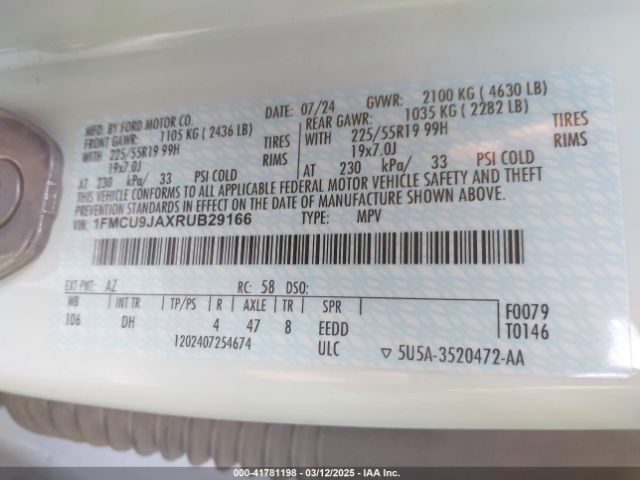 MFD. BY FORD MOTOR CO. DATE: 07/24 GVWR: 2100 KG ( 4630 LB)
FRONT GAWR: 1105 KG ( 2436 LB) REAR GAWR: 1035 KG ( 2282 LB)
WITH 225/55R19 99H TIRES WITH 225/55R19 99H TIRES
19x7.0J RIMS 19x7.0J RIMS
AT 230 kPa/ 33 PSI COLD AT 230 kPa/ 33 PSI COLD
THIS VEHICLE CONFORMS TO ALL APPLICABLE FEDERAL MOTOR VEHICLE SAFETY AND THEFT
PREVENTION STANDARDS IN EFFECT ON THE DATE OF MANUFACTURE SHOWN ABOVE.
VIN: 1FMCU9JAXRUB29166 TYPE: MPV
EXT PNT: AZ RC: 58 DSO:
WB INT TR TP/PS R AXLE TR SPR F0079
106 DH 4 47 8 EEDD T0146
1202407254674 ULC ▽ 5U5A-3520472-AA
000-41781198 - 03/12/2025 - IAA Inc.